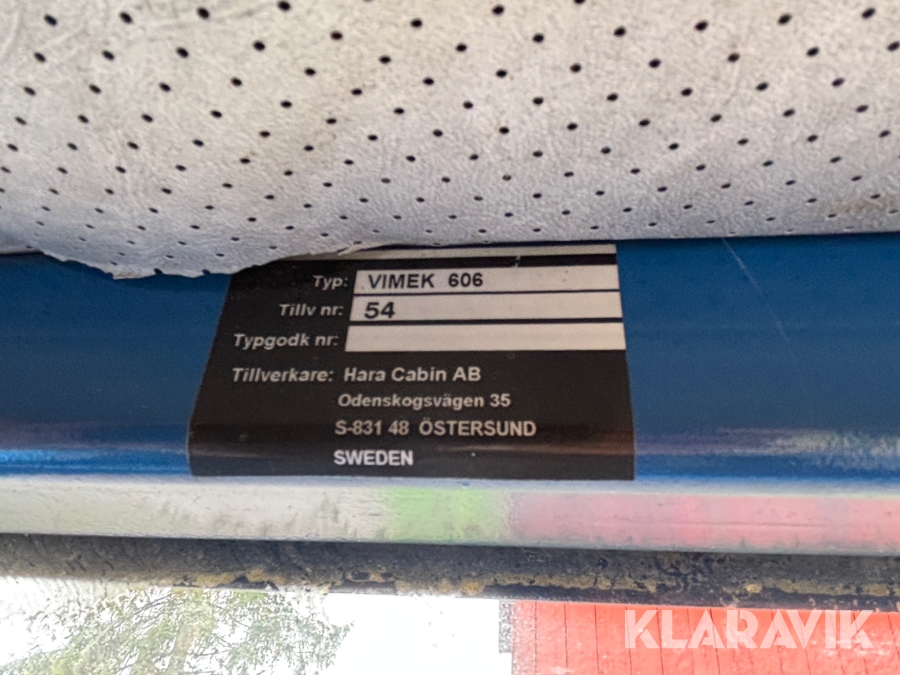 Typ: VIMEK 606
Tillv nr: 54
Typgodk nr:
Tillverkare: Hara Cabin AB
Odenskogsvägen 35
S-831 48 ÖSTERSUND
SWEDEN
KLARAVIK